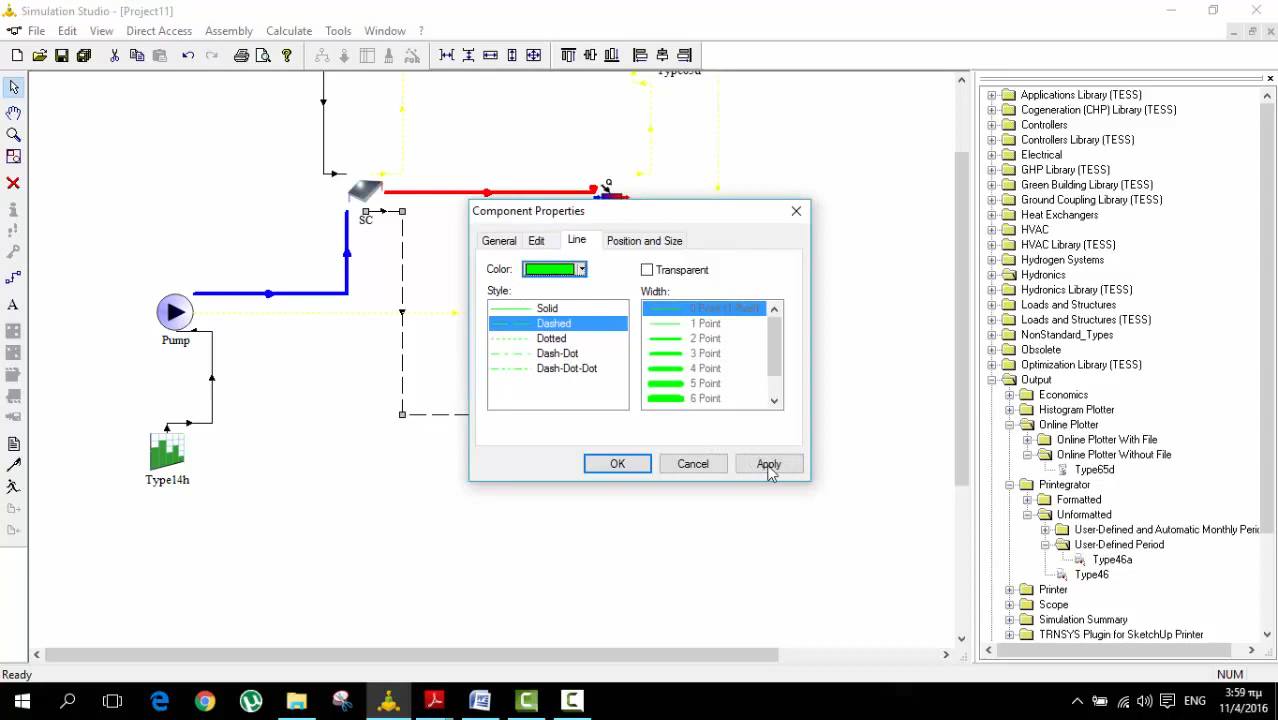 Simulation Studio - [Project11]
File Edit View Direct Access Assembly Calculate Tools Window ?
SC
Pump
Type14h
Component Properties
General Edit Line Position and Size
Color: Transparent
Style: Width:
Solid
Dashed
Dotted
Dash-Dot
Dash-Dot-Dot
1 Point
2 Point
3 Point
4 Point
5 Point
6 Point
OK Cancel Apply
Applications Library (TESS)
Cogeneration (CHP) Library (TESS)
Controllers
Controllers Library (TESS)
Electrical
GHP Library (TESS)
Green Building Library (TESS)
Ground Coupling Library (TESS)
Heat Exchangers
HVAC
HVAC Library (TESS)
Hydrogen Systems
Hydronics
Hydronics Library (TESS)
Loads and Structures
Loads and Structures (TESS)
NonStandard_Types
Obsolete
Optimization Library (TESS)
Output
Economics
Histogram Plotter
Online Plotter
Online Plotter With File
Online Plotter Without File
Type65d
Printegrator
Formatted
Unformatted
User-Defined and Automatic Monthly Perio
User-Defined Period
Type46a
Type46
Printer
Scope
Simulation Summary
TRNSYS Plugin for SketchUp Printer
Ready NUM
ENG
3:59 πμ
11/4/2016